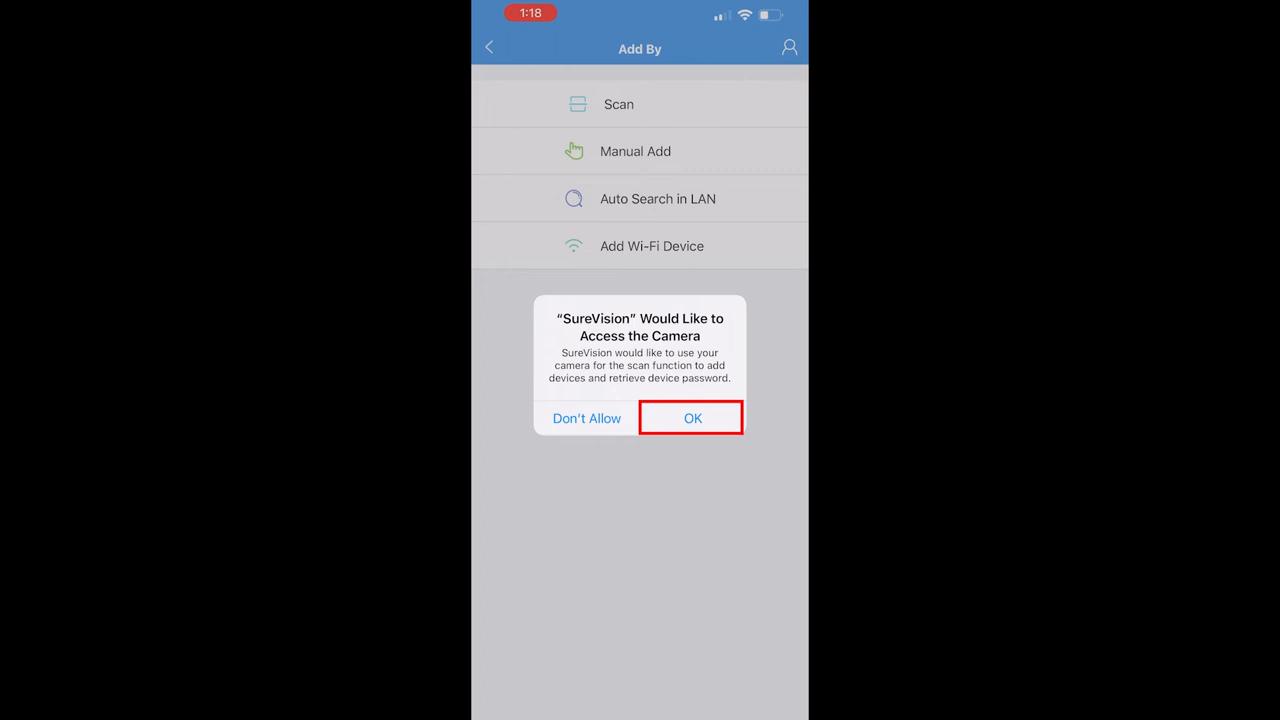 1:18
Add By
Scan
Manual Add
Auto Search in LAN
Add Wi-Fi Device
“SureVision” Would Like to
Access the Camera
SureVision would like to use your
camera for the scan function to add
devices and retrieve device password.
Don't Allow
OK